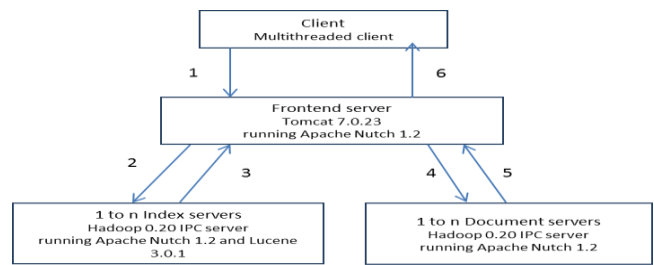 Client
Multithreaded client
1
6
Frontend server
Tomcat 7.0.23
running Apache Nutch 1.2
2
3
4
5
1 to n Index servers
Hadoop 0.20 IPC server
running Apache Nutch 1.2 and Lucene
3.0.1
1 to n Document servers
Hadoop 0.20 IPC server
running Apache Nutch 1.2